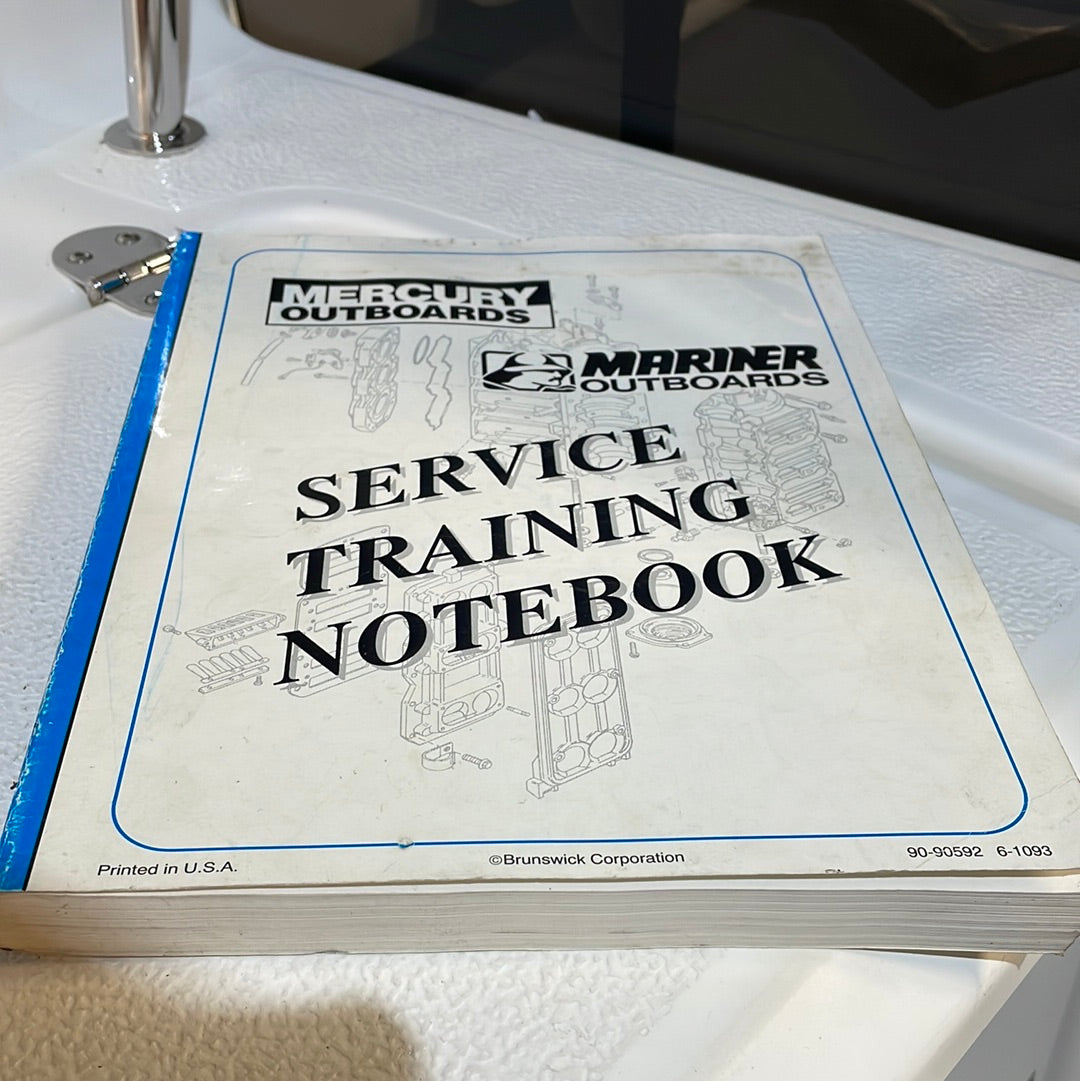 MERCURY
OUTBOARDS
MARINER
OUTBOARDS
SERVICE
TRAINING
NOTEBOOK
Printed in U.S.A.
©Brunswick Corporation
90-90592 6-1093